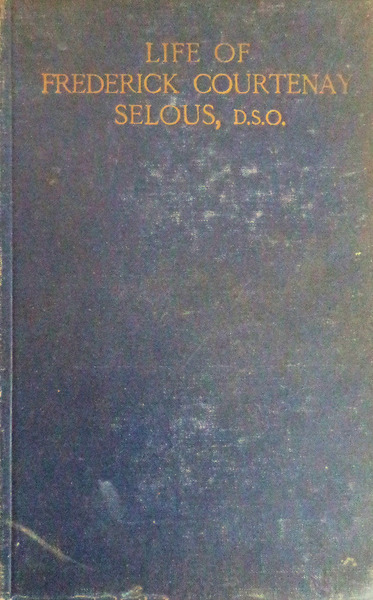 LIFE OF
FREDERICK COURTENAY
SELOUS, D.S.O.